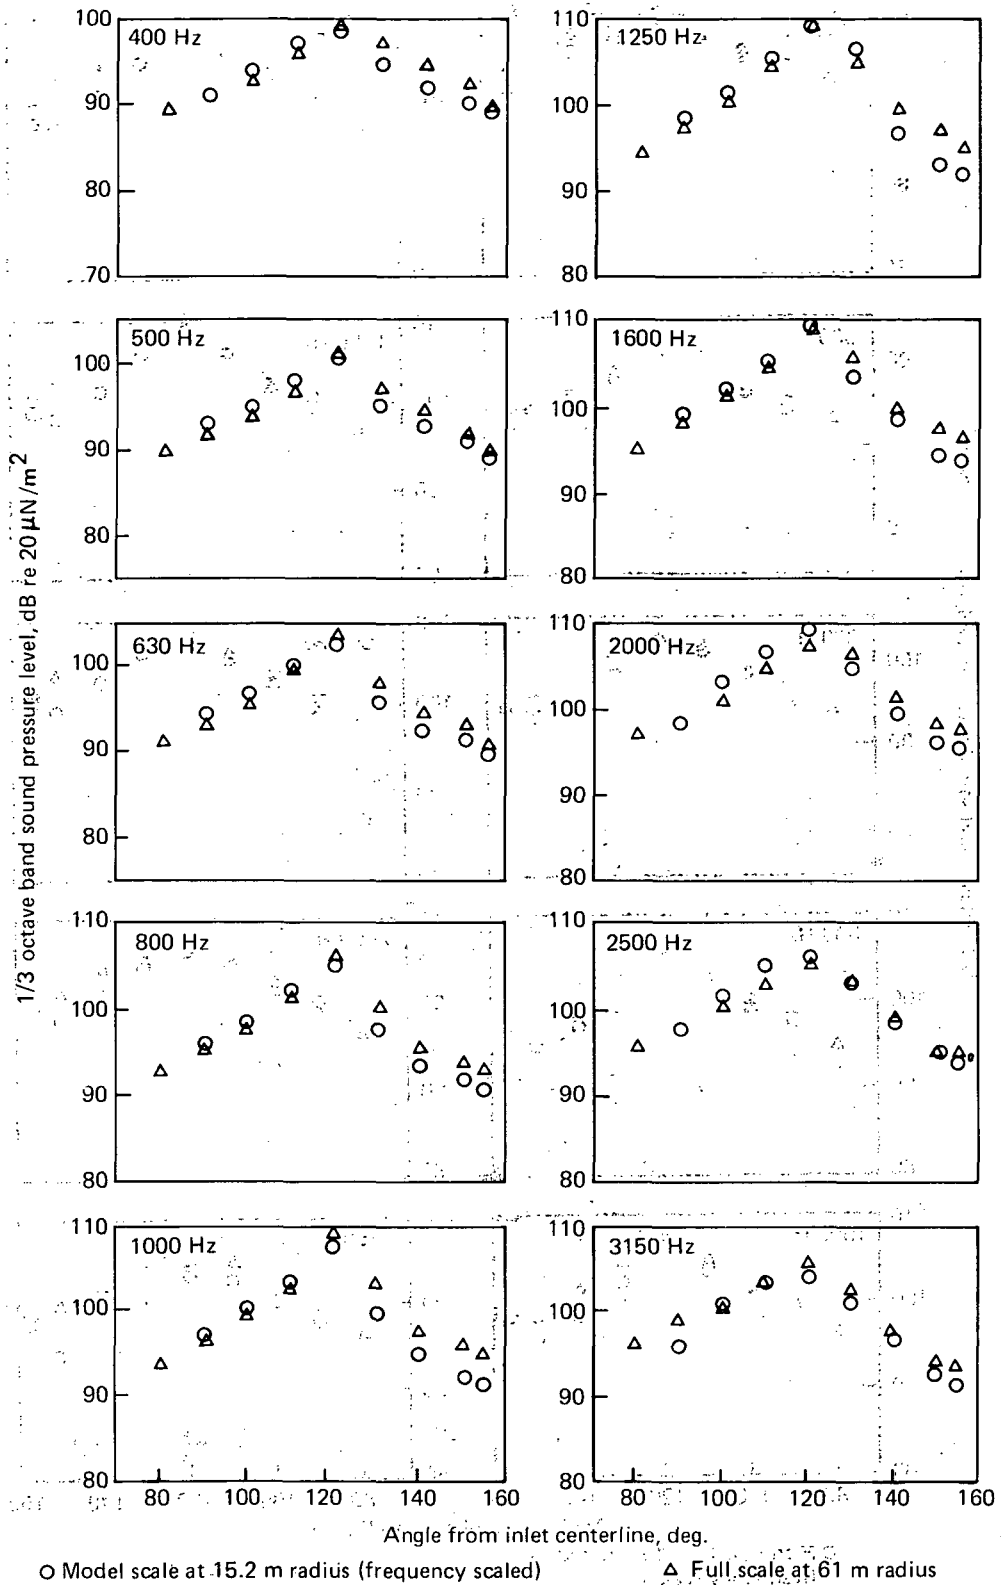 1/3 octave band sound pressure level, dB re 20 μN/m²
400 Hz
100
90
80
70
500 Hz
100
90
80
630 Hz
100
90
80
800 Hz
110
100
90
80
1000 Hz
110
100
90
80
80 100 120 140 160
1250 Hz
110
100
90
80
1600 Hz
110
100
90
80
2000 Hz
110
100
90
80
2500 Hz
110
100
90
80
3150 Hz
110
100
90
80
80 100 120 140 160
Angle from inlet centerline, deg.
○ Model scale at 15.2 m radius (frequency scaled)
△ Full scale at 61 m radius